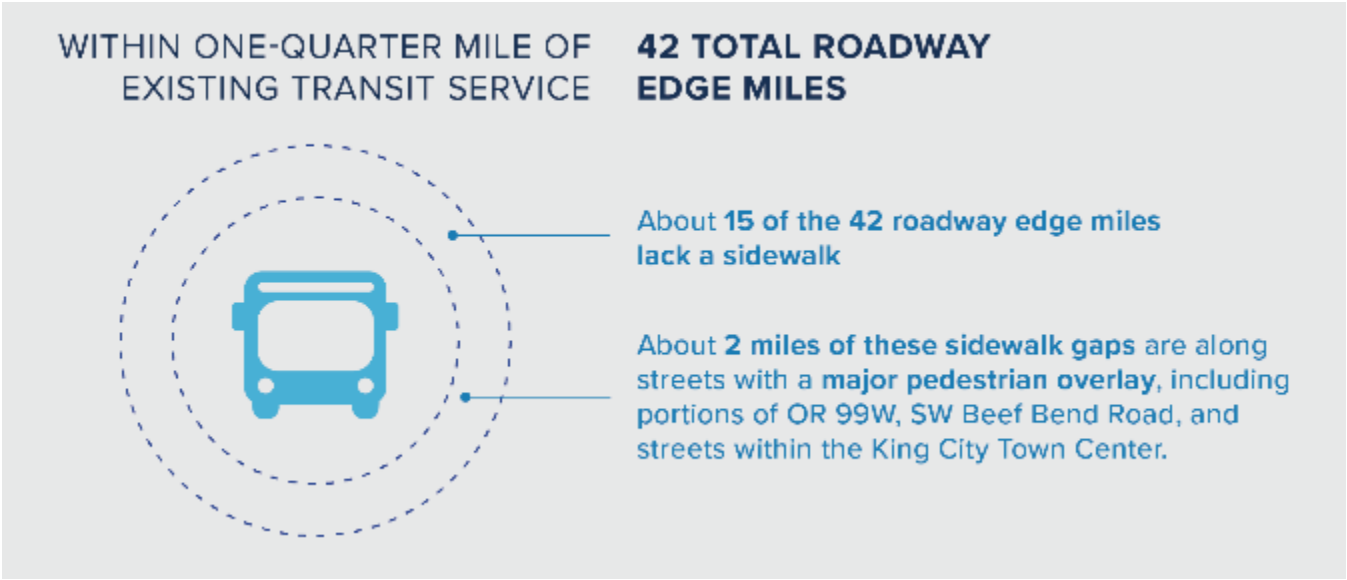 WITHIN ONE-QUARTER MILE OF
EXISTING TRANSIT SERVICE
42 TOTAL ROADWAY
EDGE MILES
About 15 of the 42 roadway edge miles
lack a sidewalk
About 2 miles of these sidewalk gaps are along
streets with a major pedestrian overlay, including
portions of OR 99W, SW Beef Bend Road, and
streets within the King City Town Center.